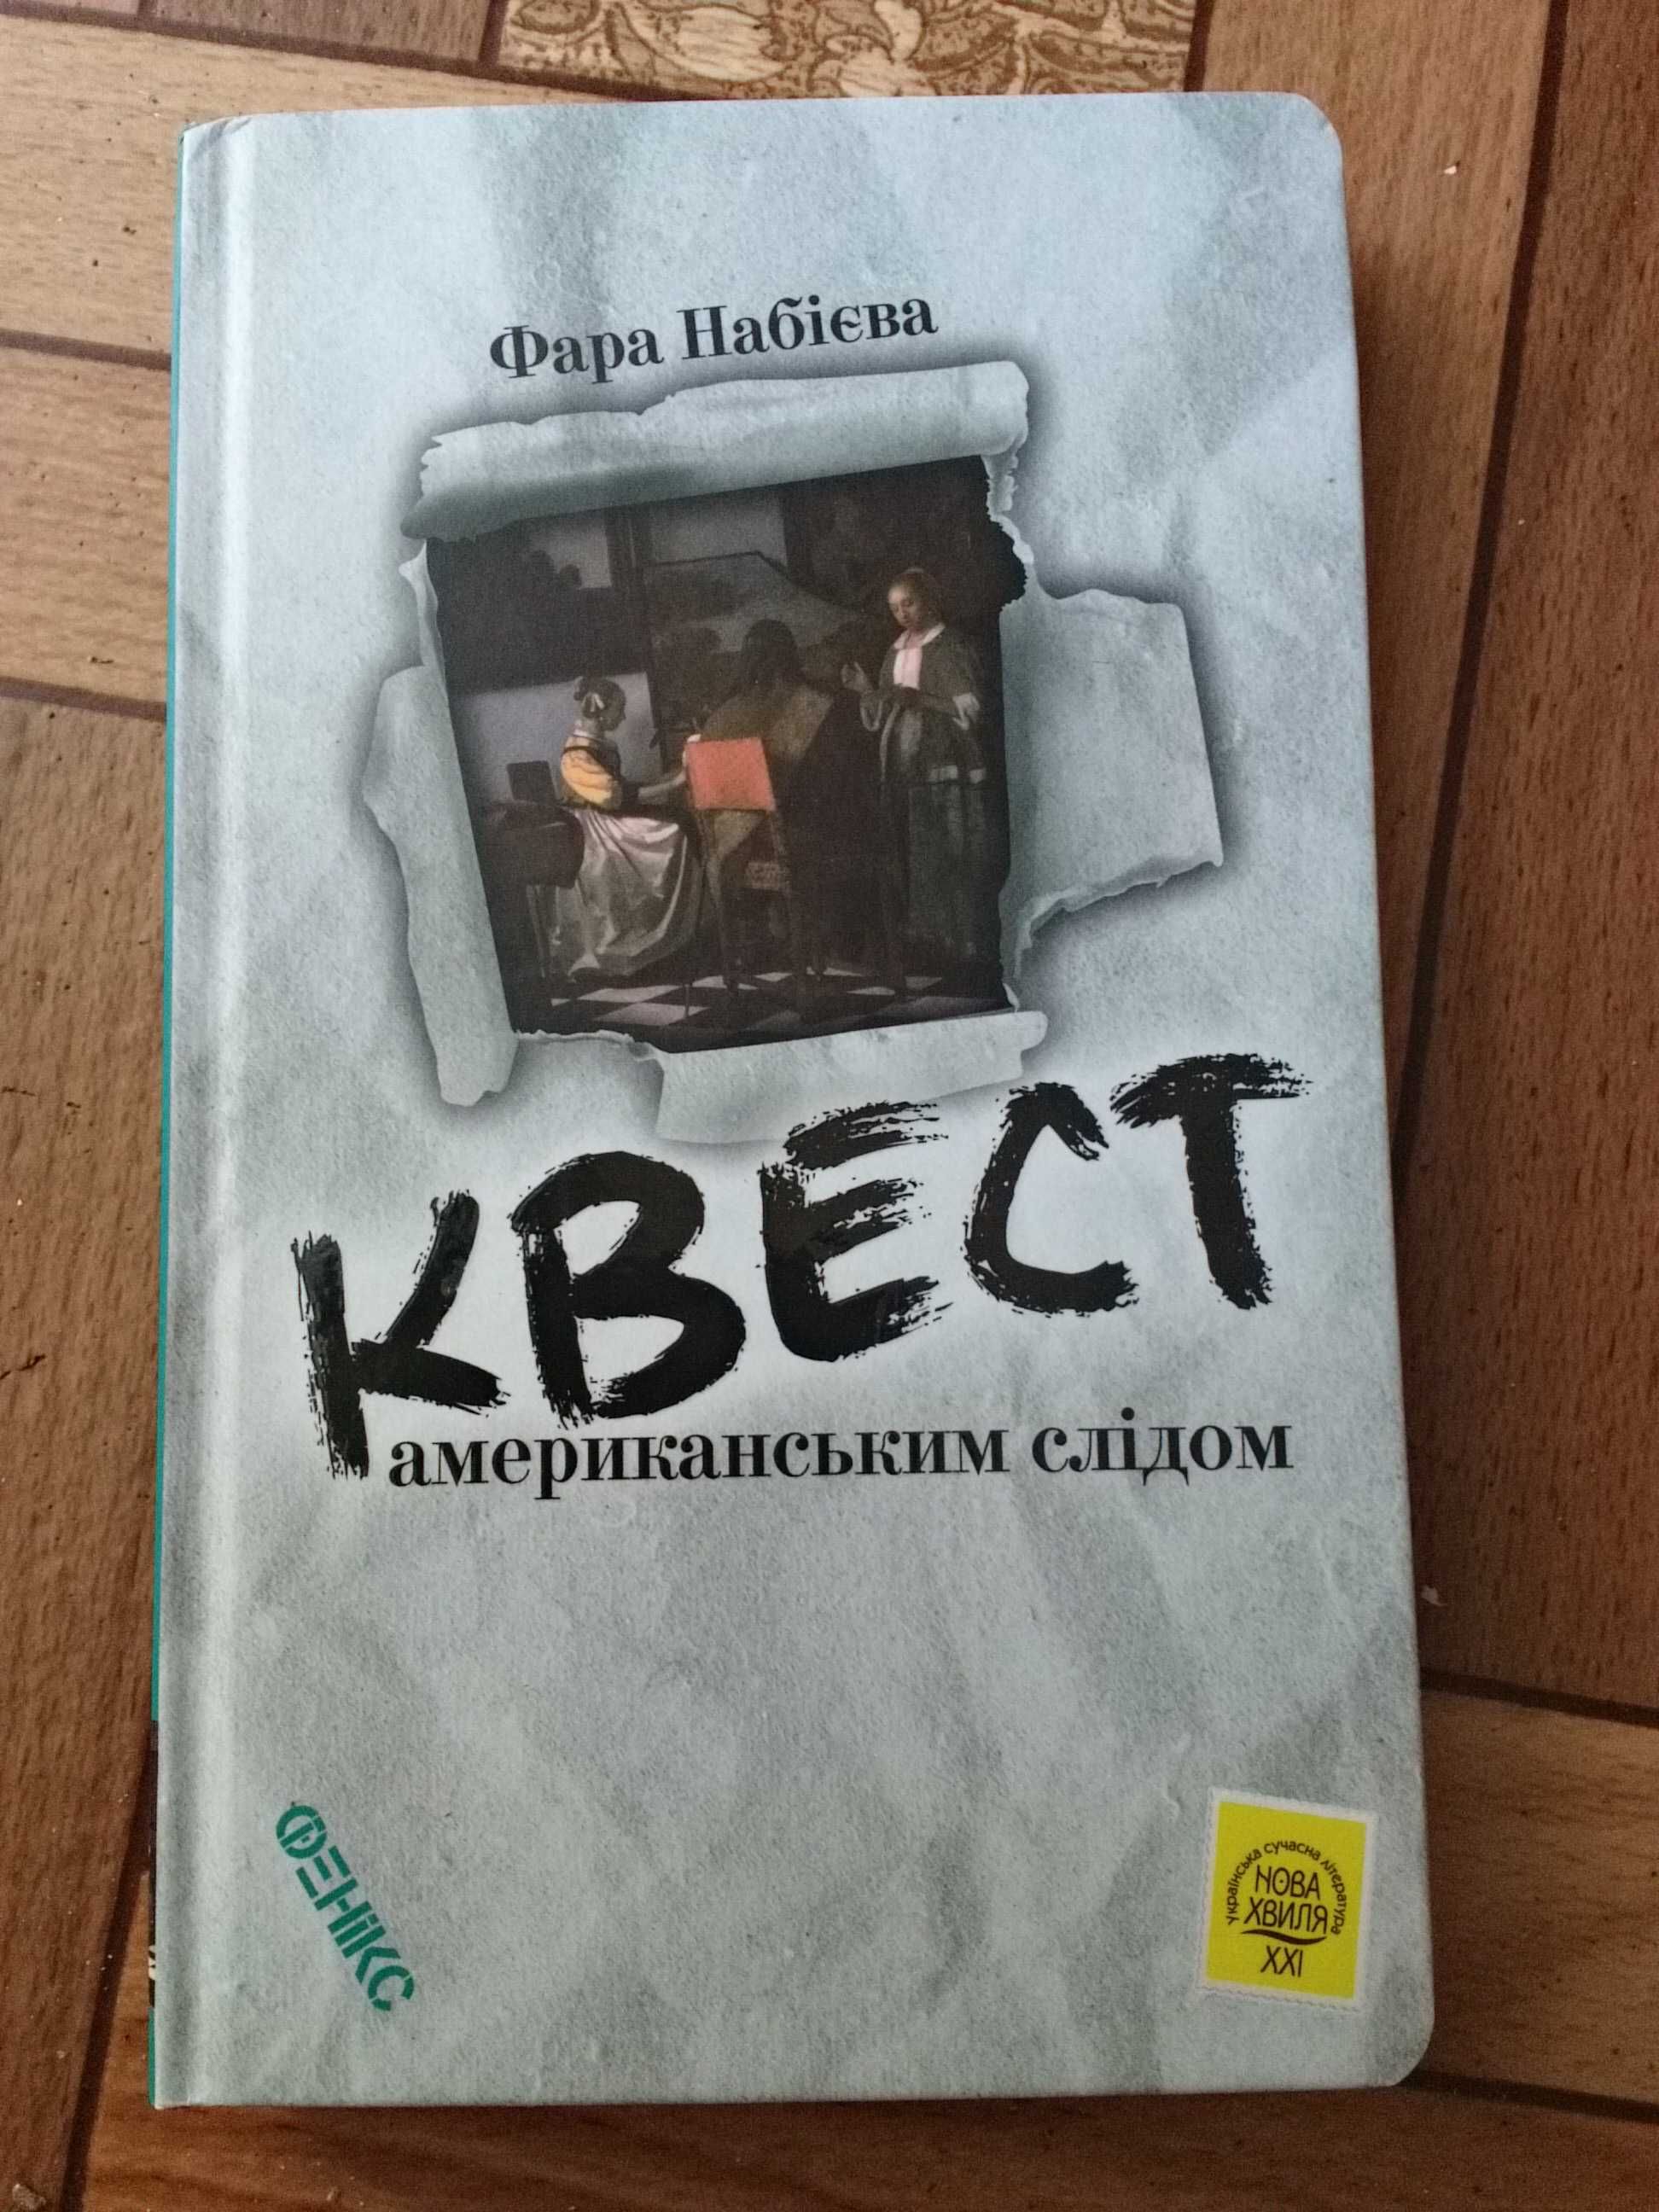 Фара Набієва
КВЕСТ
американським слідом
ФЕНІКС
українська сучасна література
НОВА
ХВИЛЯ
XXI